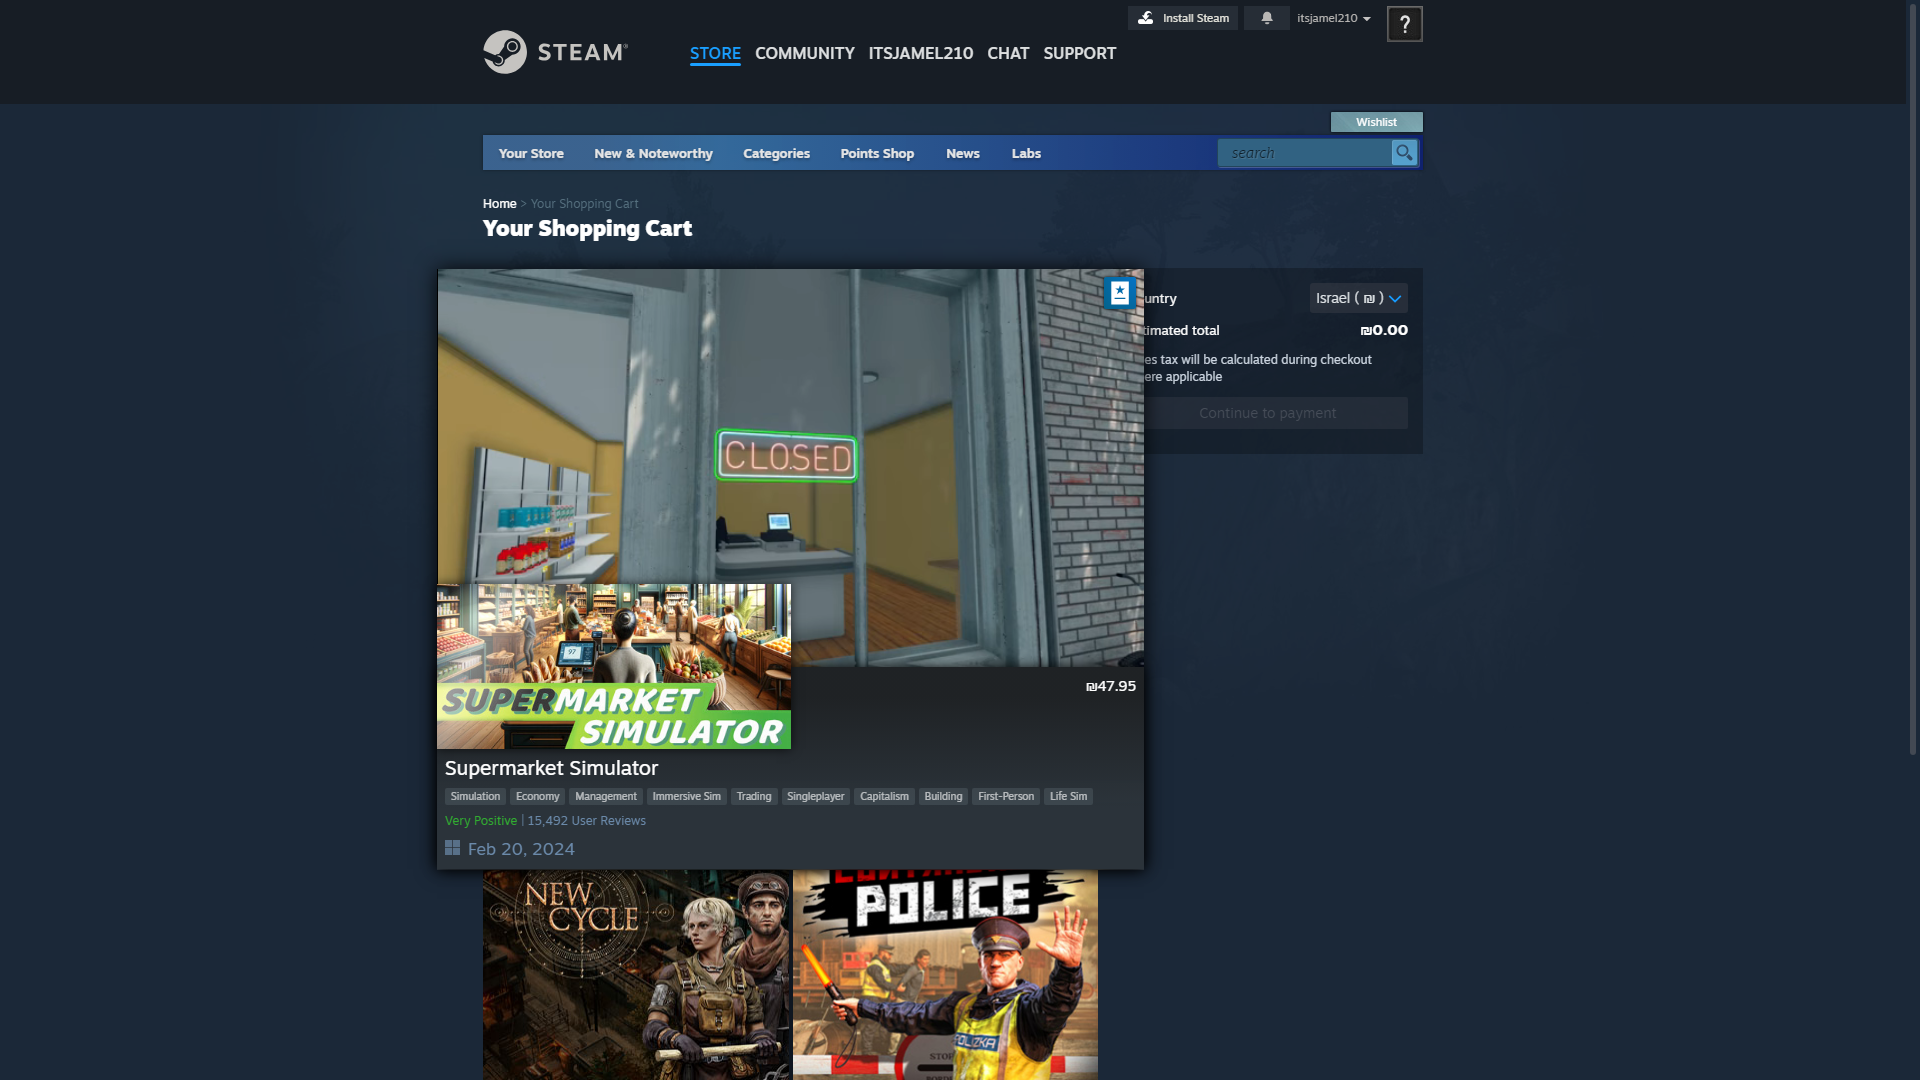 Install Steam
itsjamel210
?
STEAM®
STORE COMMUNITY ITSJAMEL210 CHAT SUPPORT
Wishlist
Your Store New & Noteworthy Categories Points Shop News Labs
search
Home > Your Shopping Cart
Your Shopping Cart
untry
Israel ( ₪ )
timated total
₪0.00
es tax will be calculated during checkout
ere applicable
Continue to payment
CLOSED
97
SUPERMARKET
SIMULATOR
₪47.95
Supermarket Simulator
Simulation Economy Management Immersive Sim Trading Singleplayer Capitalism Building First-Person Life Sim
Very Positive | 15,492 User Reviews
Feb 20, 2024
NEW
CYCLE
POLICE
STOP